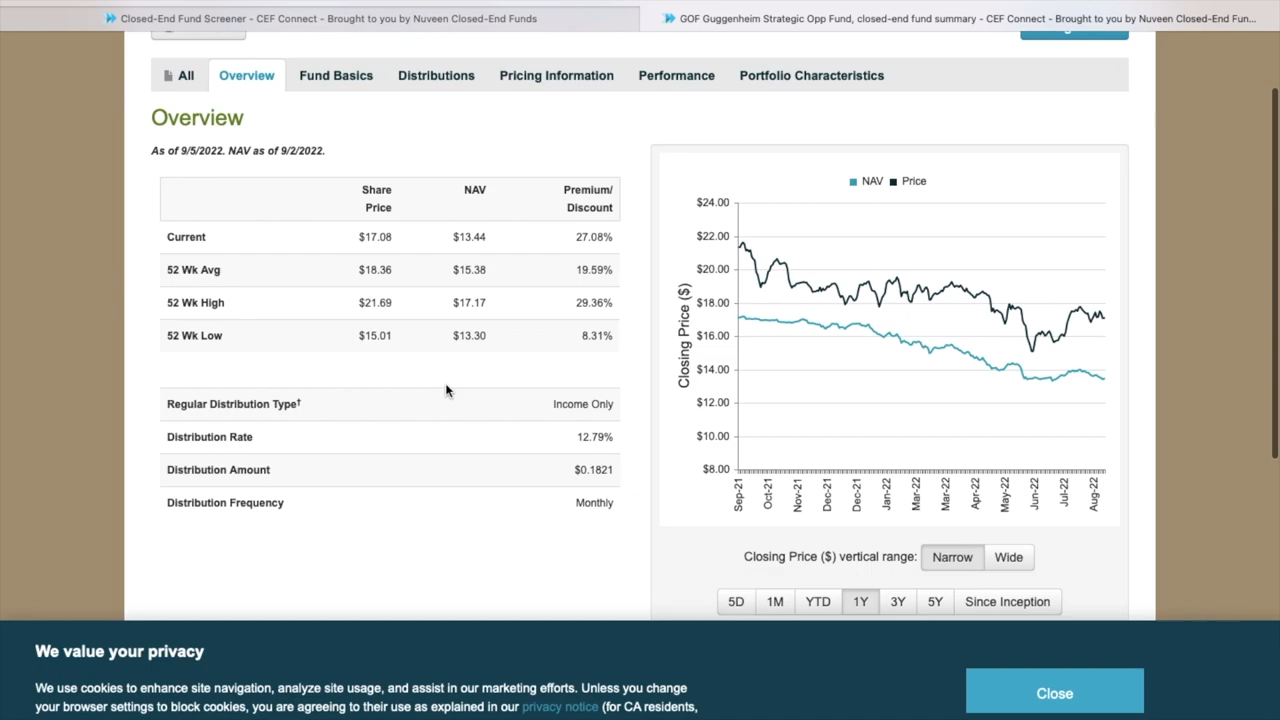 Closed-End Fund Screener - CEF Connect - Brought to you by Nuveen Closed-End Funds
GOF Guggenheim Strategic Opp Fund, closed-end fund summary - CEF Connect - Brought to you by Nuveen Closed-End Fun...
All Overview Fund Basics Distributions Pricing Information Performance Portfolio Characteristics
Overview
As of 9/5/2022. NAV as of 9/2/2022.
Share Price NAV Premium/ Discount
Current $17.08 $13.44 27.08%
52 Wk Avg $18.36 $15.38 19.59%
52 Wk High $21.69 $17.17 29.36%
52 Wk Low $15.01 $13.30 8.31%
Regular Distribution Type† Income Only
Distribution Rate 12.79%
Distribution Amount $0.1821
Distribution Frequency Monthly
NAV Price
Closing Price ($)
$24.00
$22.00
$20.00
$18.00
$16.00
$14.00
$12.00
$10.00
$8.00
Sep-21 Oct-21 Nov-21 Dec-21 Dec-21 Jan-22 Mar-22 Mar-22 Apr-22 May-22 Jun-22 Jul-22 Aug-22
Closing Price ($) vertical range: Narrow Wide
5D 1M YTD 1Y 3Y 5Y Since Inception
We value your privacy
We use cookies to enhance site navigation, analyze site usage, and assist in our marketing efforts. Unless you change
your browser settings to block cookies, you are agreeing to their use as explained in our privacy notice (for CA residents,
Close